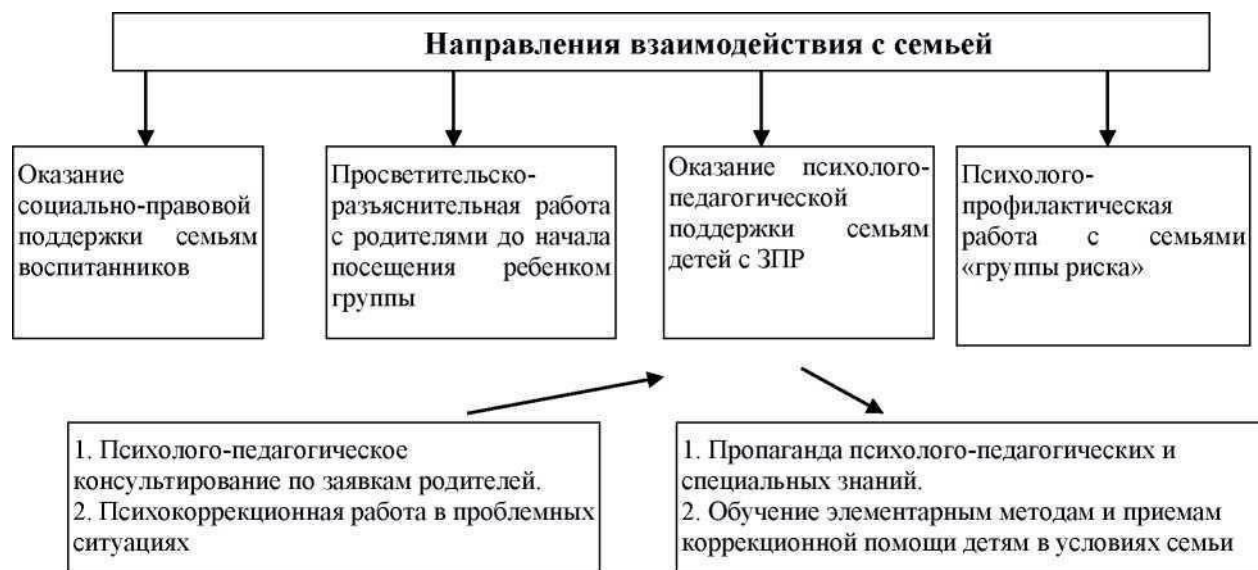 Направления взаимодействия с семьей
Оказание
социально-правовой
поддержки семьям
воспитанников
Просветительско-
разъяснительная работа
с родителями до начала
посещения ребенком
группы
Оказание психолого-
педагогической
поддержки семьям
детей с ЗПР
Психолого-
профилактическая
работа с семьями
«группы риска»
1. Психолого-педагогическое
консультирование по заявкам родителей.
2. Психокоррекционная работа в проблемных
ситуациях
1. Пропаганда психолого-педагогических и
специальных знаний.
2. Обучение элементарным методам и приемам
коррекционной помощи детям в условиях семьи